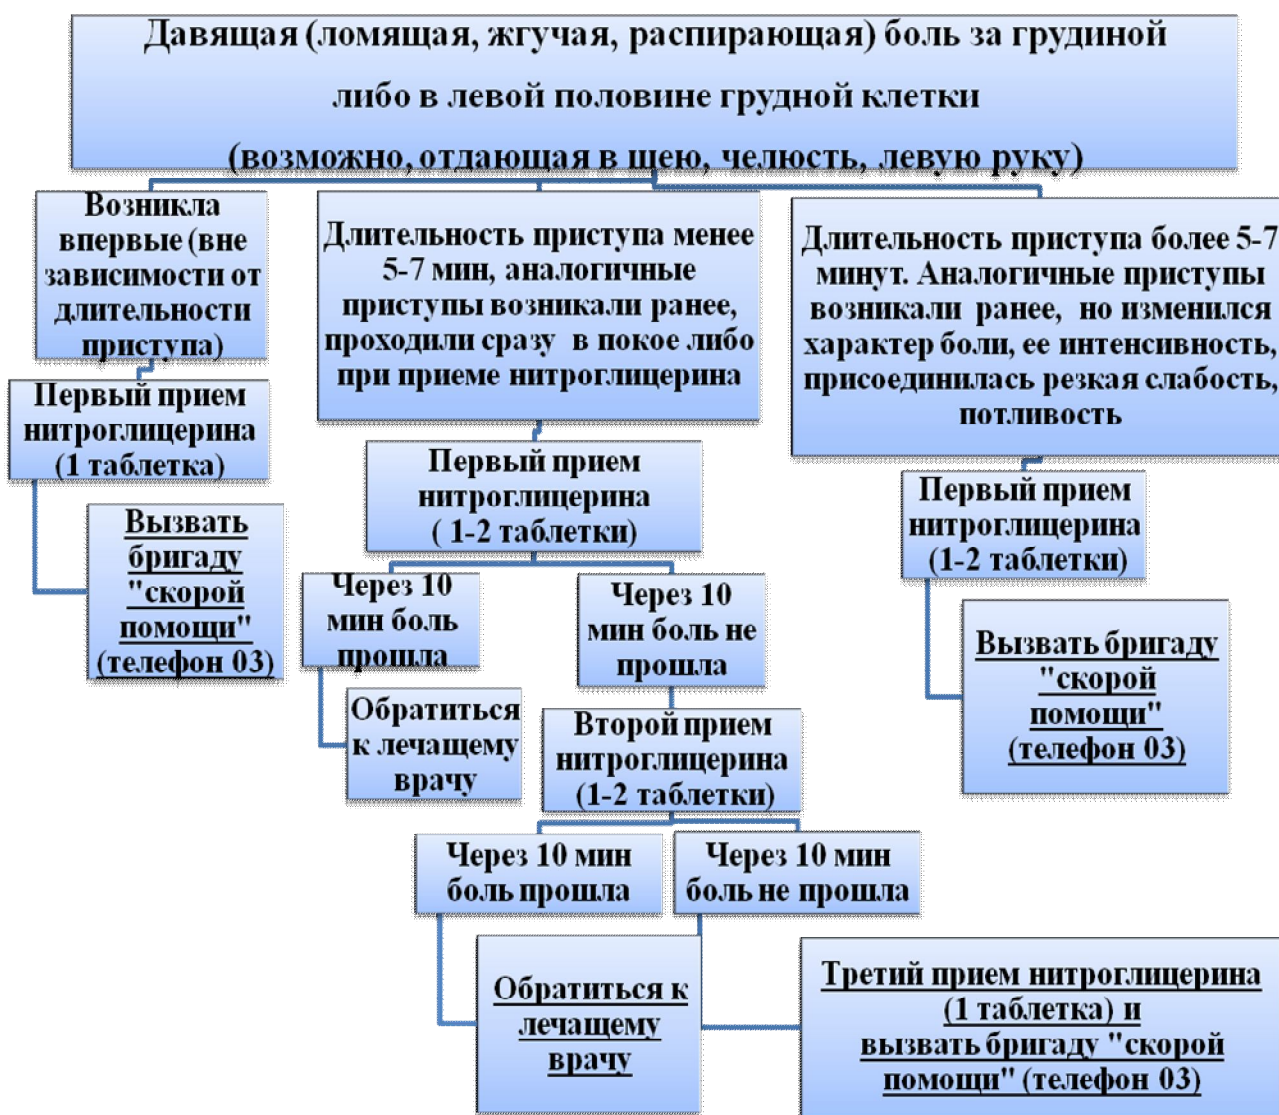 Давящая (ломящая, жгучая, распирающая) боль за грудиной
либо в левой половине грудной клетки
(возможно, отдающая в шею, челюсть, левую руку)
Возникла
впервые (вне
зависимости от
длительности
приступа)
Первый прием
нитроглицерина
(1 таблетка)
Вызвать
бригаду
"скорой
помощи"
(телефон 03)
Длительность приступа менее
5-7 мин, аналогичные
приступы возникали ранее,
проходили сразу в покое либо
при приеме нитроглицерина
Первый прием
нитроглицерина
( 1-2 таблетки)
Через 10
мин боль
прошла
Обратиться
к лечащему
врачу
Через 10
мин боль не
прошла
Второй прием
нитроглицерина
(1-2 таблетки)
Через 10 мин
боль прошла
Обратиться к
лечащему
врачу
Через 10 мин
боль не прошла
Третий прием нитроглицерина
(1 таблетка) и
вызвать бригаду "скорой
помощи" (телефон 03)
Длительность приступа более 5-7
минут. Аналогичные приступы
возникали ранее, но изменился
характер боли, ее интенсивность,
присоединилась резкая слабость,
потливость
Первый прием
нитроглицерина
(1-2 таблетки)
Вызвать бригаду
"скорой
помощи"
(телефон 03)